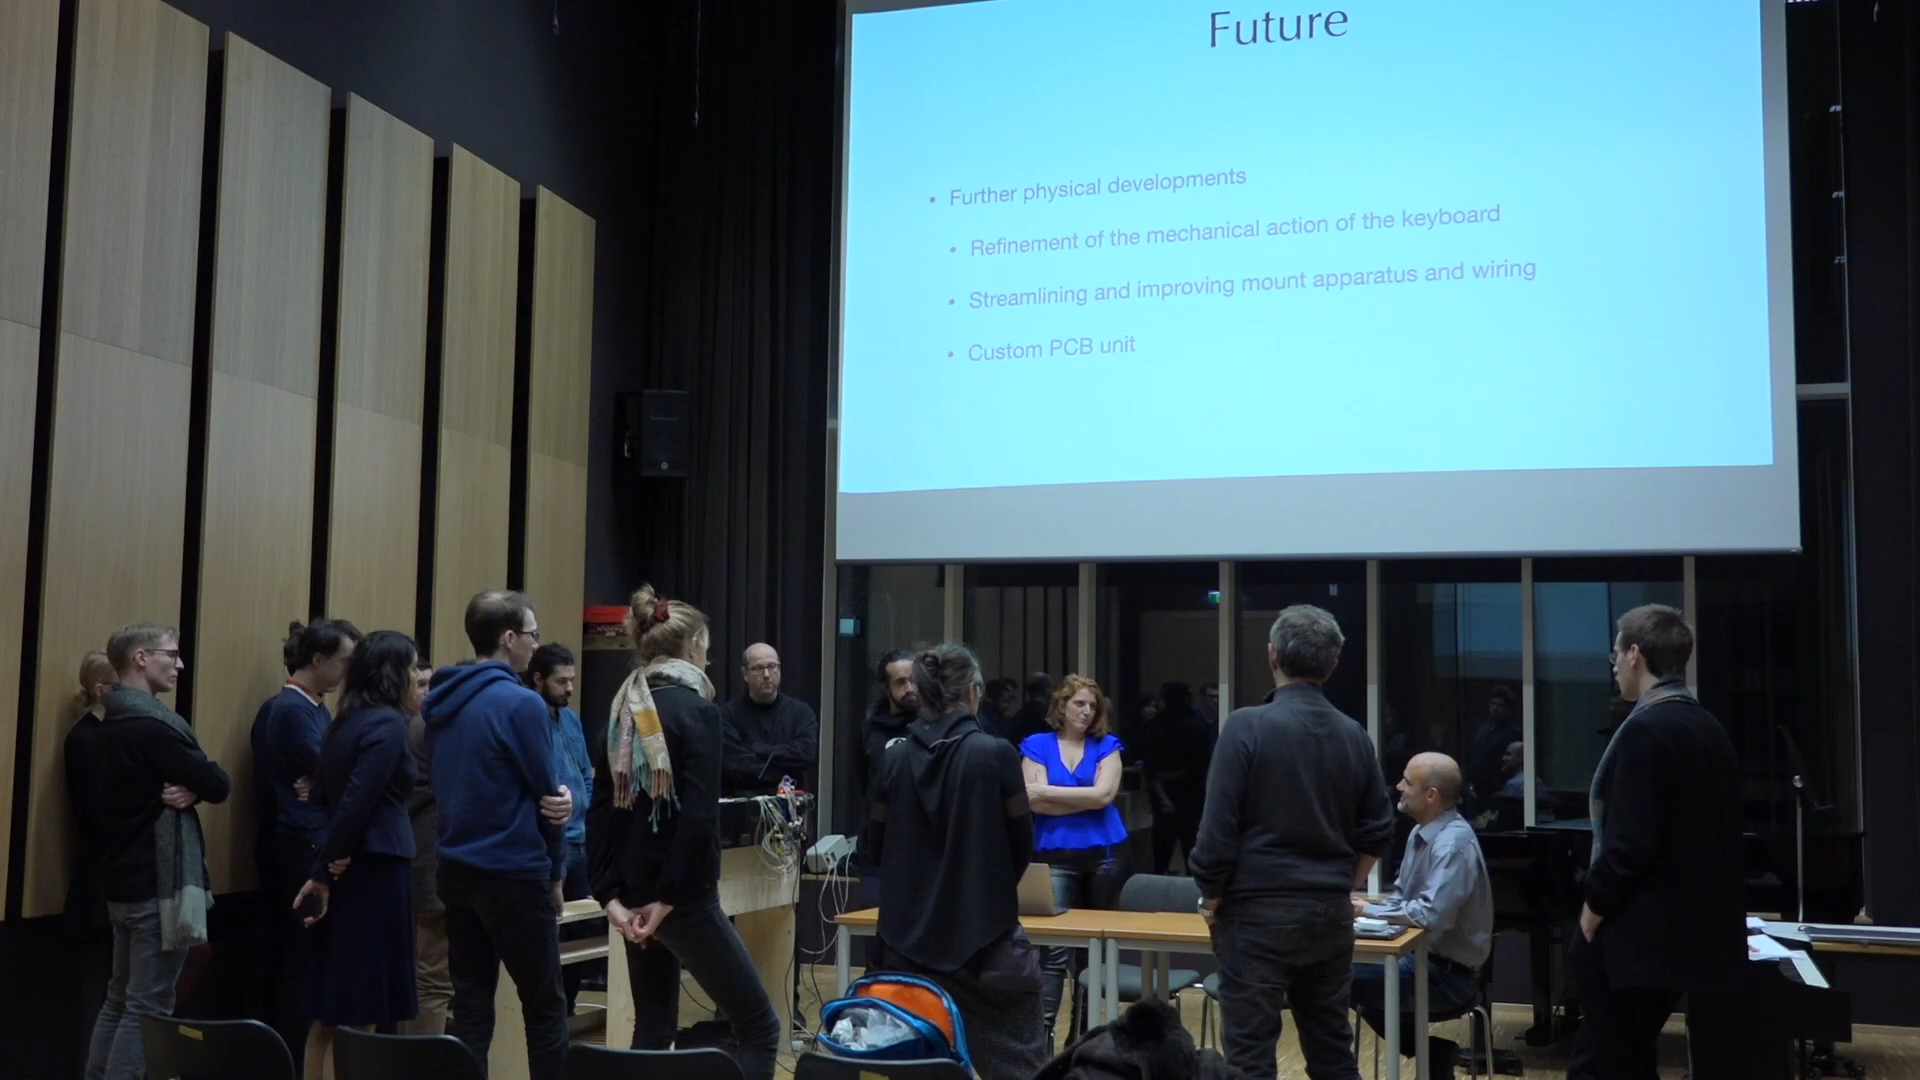 Future
• Further physical developments
• Refinement of the mechanical action of the keyboard
• Streamlining and improving mount apparatus and wiring
• Custom PCB unit